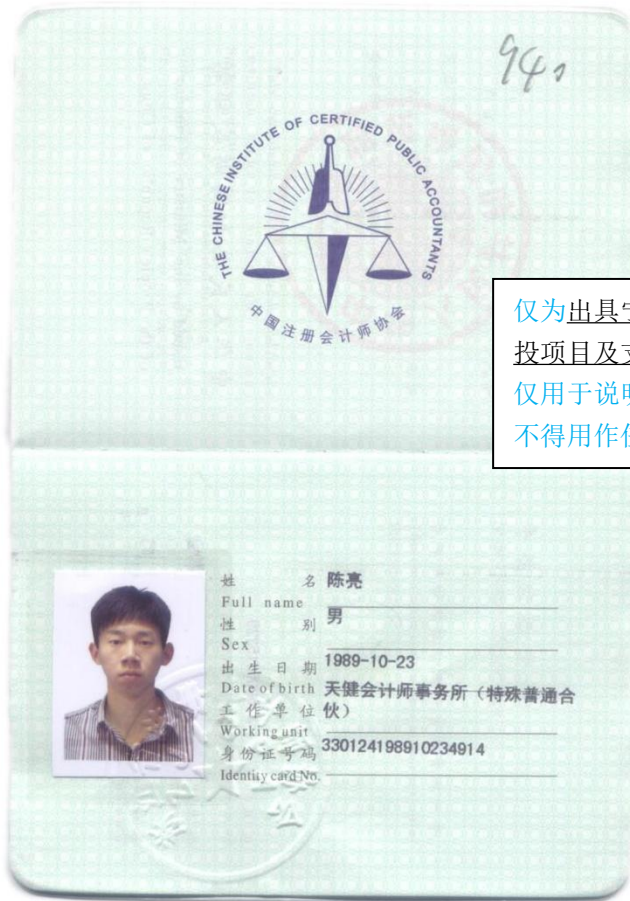 940
THE CHINESE INSTITUTE OF CERTIFIED PUBLIC ACCOUNTANTS
中国注册会计师协会
仅为出具
投项目及支
仅用于说明
不得用作任
姓 名 陈亮
Full name
性 别 男
Sex
出生日期 1989-10-23
Date of birth
工作单位 天健会计师事务所（特殊普通合
伙）
Working unit
身份证号码 330124198910234914
Identity card No.